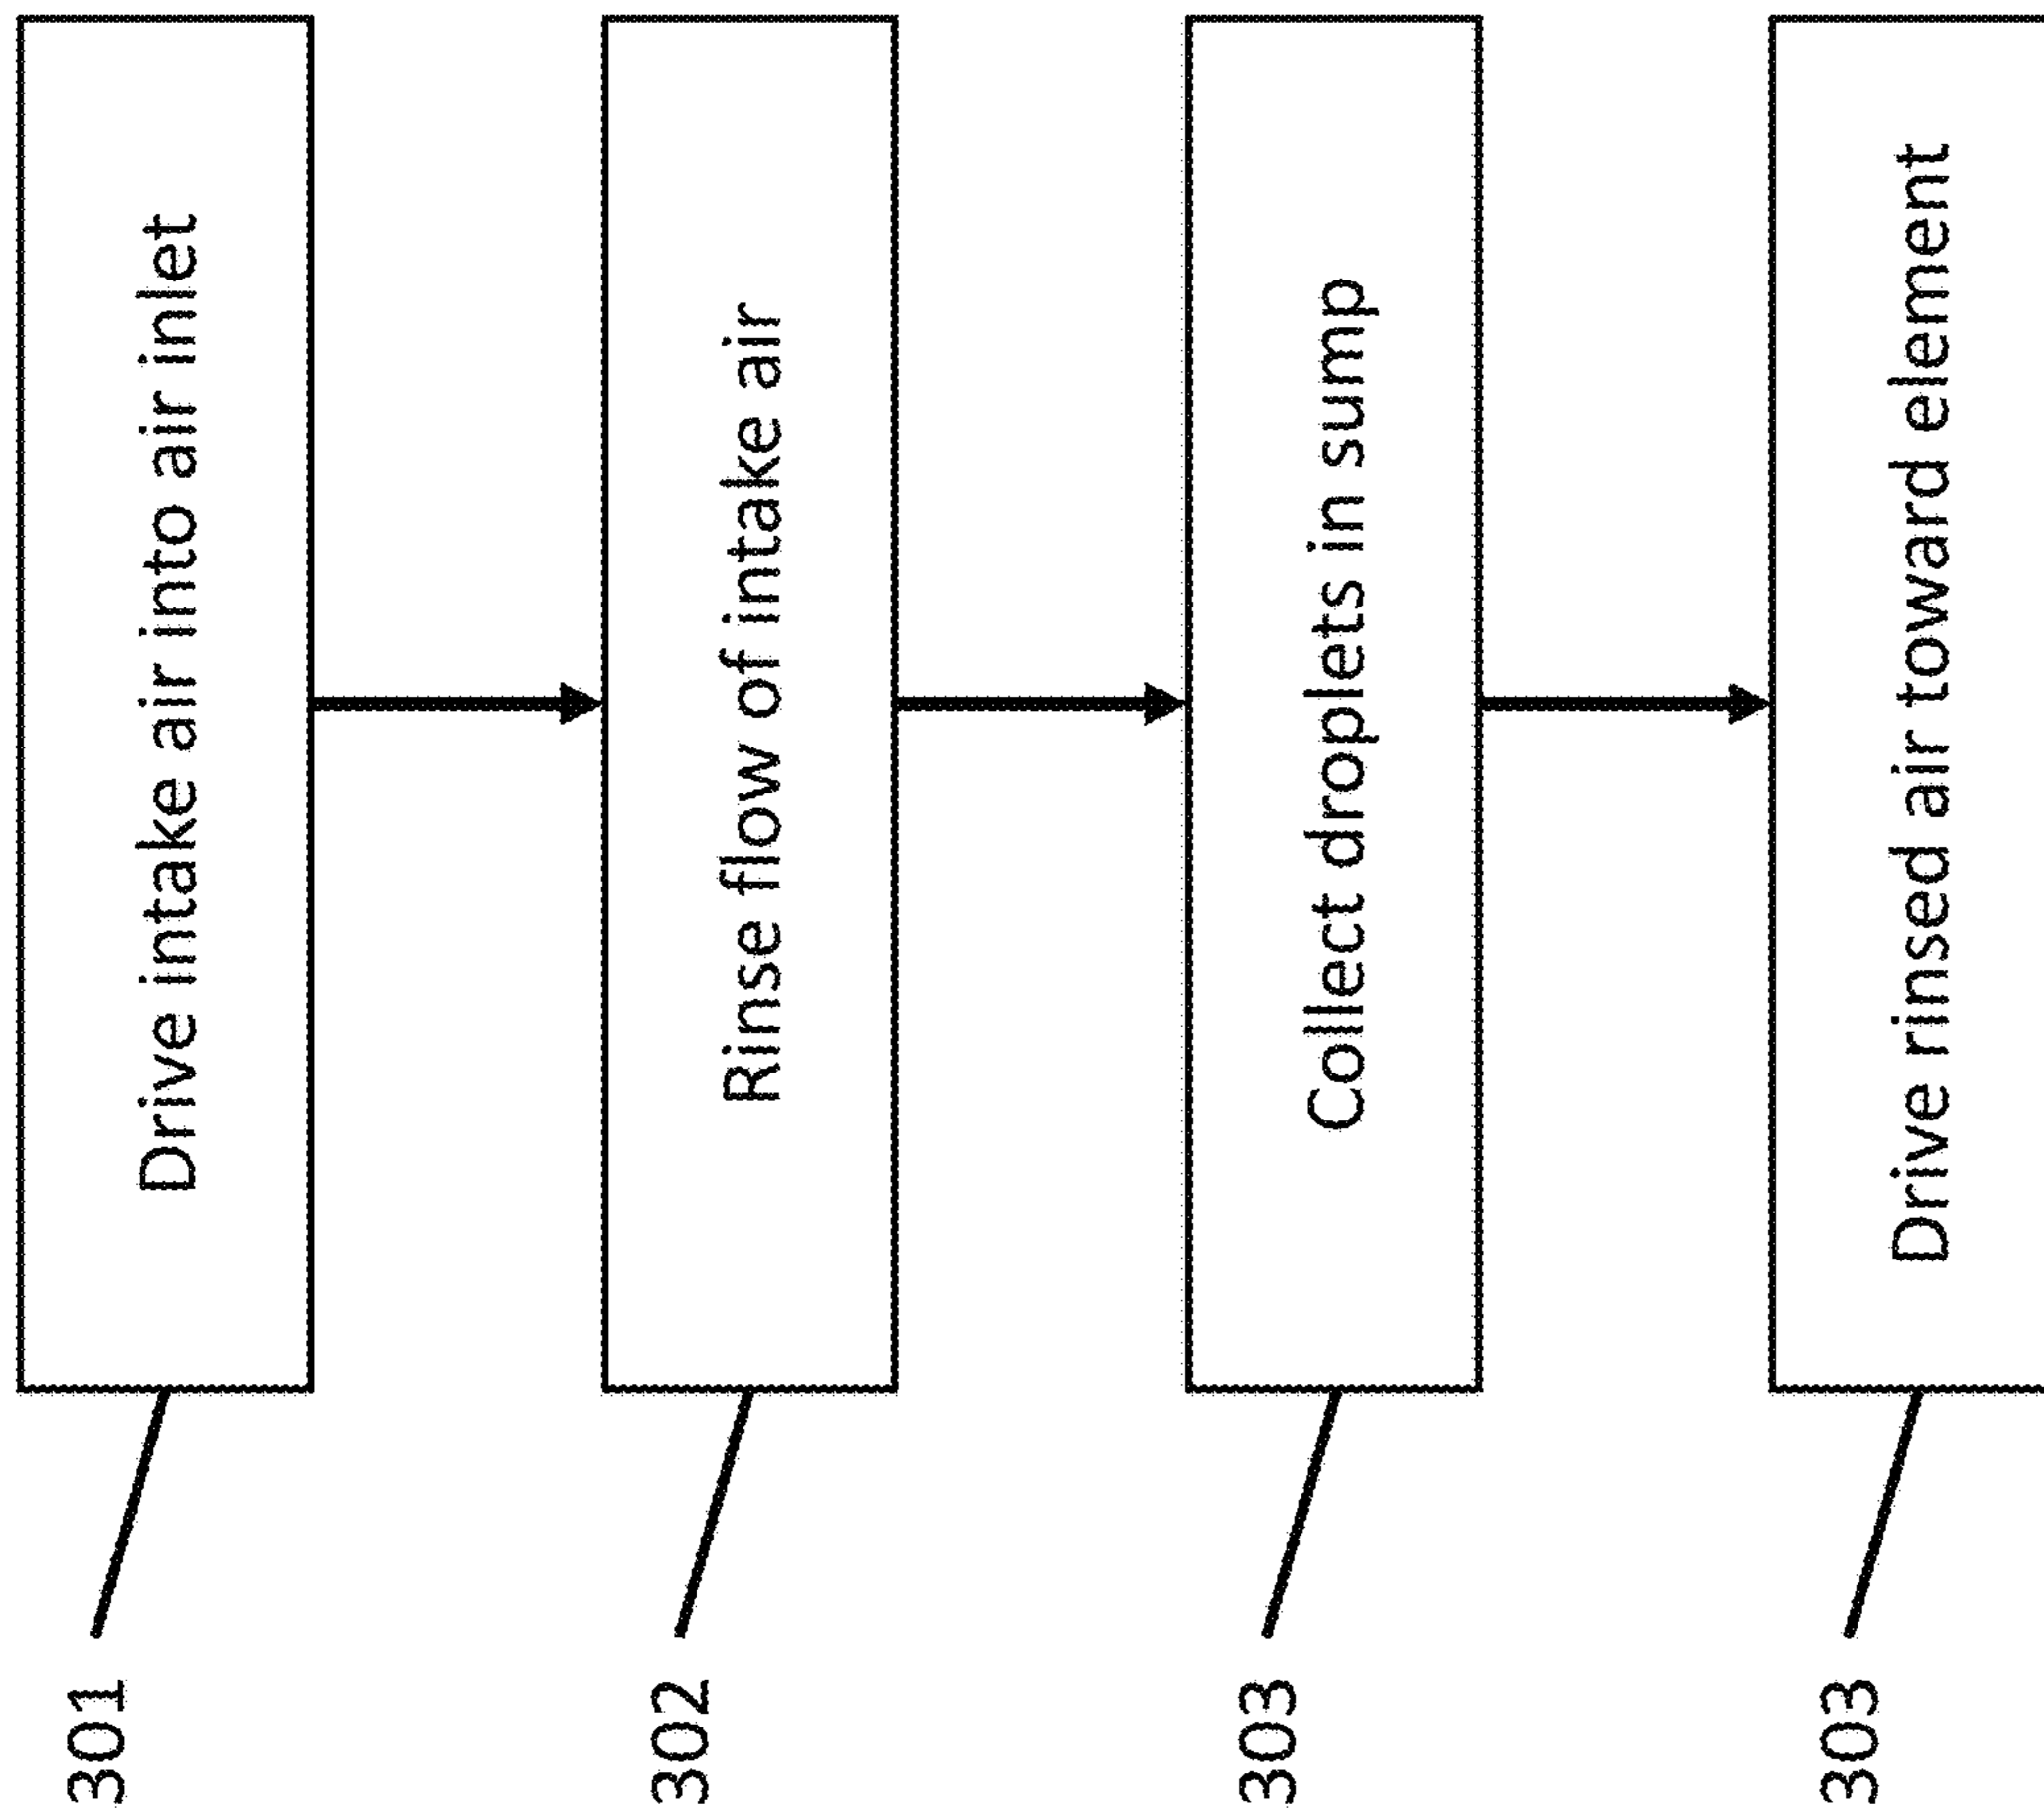 301
Drive intake air into air inlet
302
Rinse flow of intake air
303
Collect droplets in sump
303
Drive rinsed air toward element